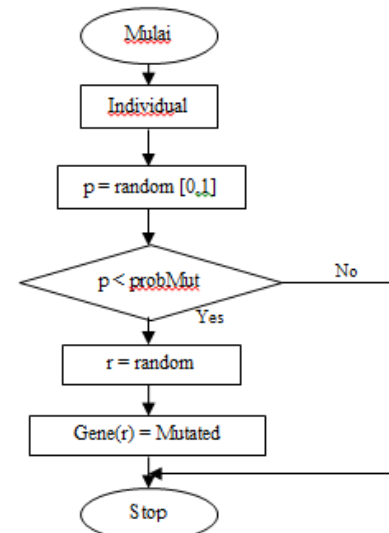 Mulai
Individual
p = random [0,1]
p < probMut
No
Yes
r = random
Gene(r) = Mutated
Stop